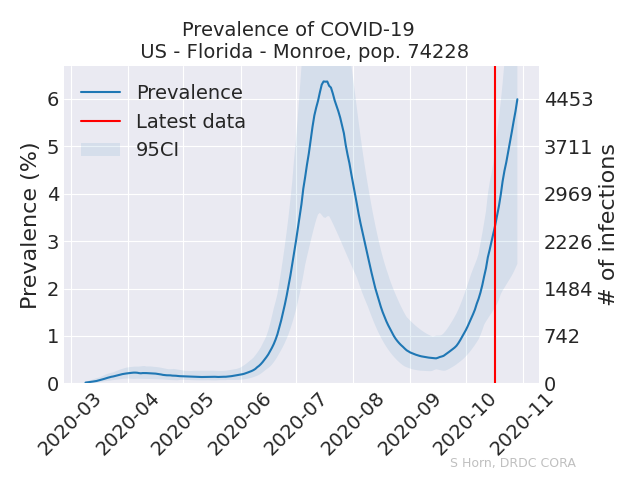 Prevalence of COVID-19
US - Florida - Monroe, pop. 74228
Prevalence
Latest data
95CI
Prevalence (%)
6
5
4
3
2
1
0
4453
3711
2969
2226
1484
742
0
# of infections
2020-03
2020-04
2020-05
2020-06
2020-07
2020-08
2020-09
2020-10
2020-11
S Horn, DRDC CORA